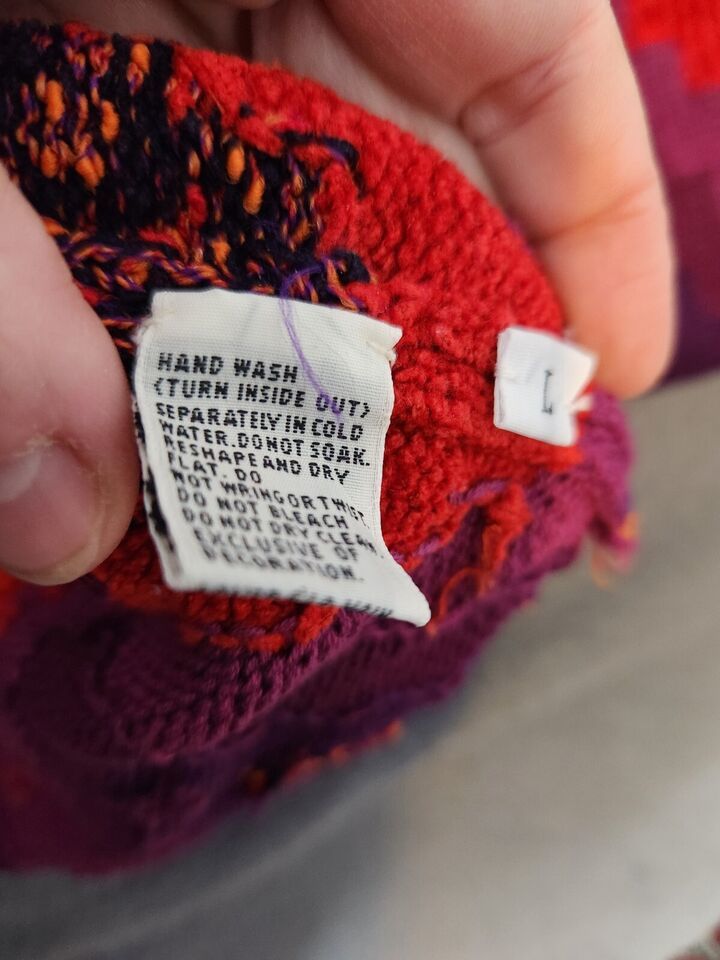 HAND WASH
(TURN INSIDE OUT)
SEPARATELY IN COLD
WATER. DO NOT SOAK.
RESHAPE AND DRY
FLAT. DO
NOT WRING OR TWIST.
DO NOT BLEACH
DO NOT DRY CLEAN
EXCLUSIVE OF
DECORATION.
L